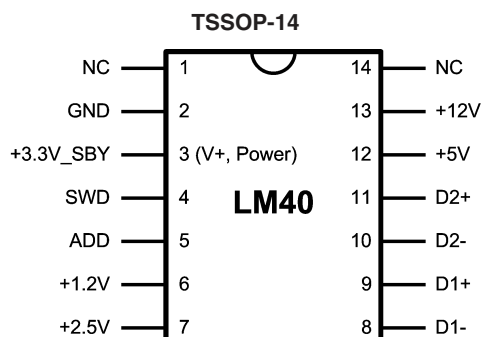 TSSOP-14
NC 1 14 NC
GND 2 13 +12V
+3.3V_SBY 3 (V+, Power) 12 +5V
SWD 4 LM40 11 D2+
ADD 5 10 D2-
+1.2V 6 9 D1+
+2.5V 7 8 D1-